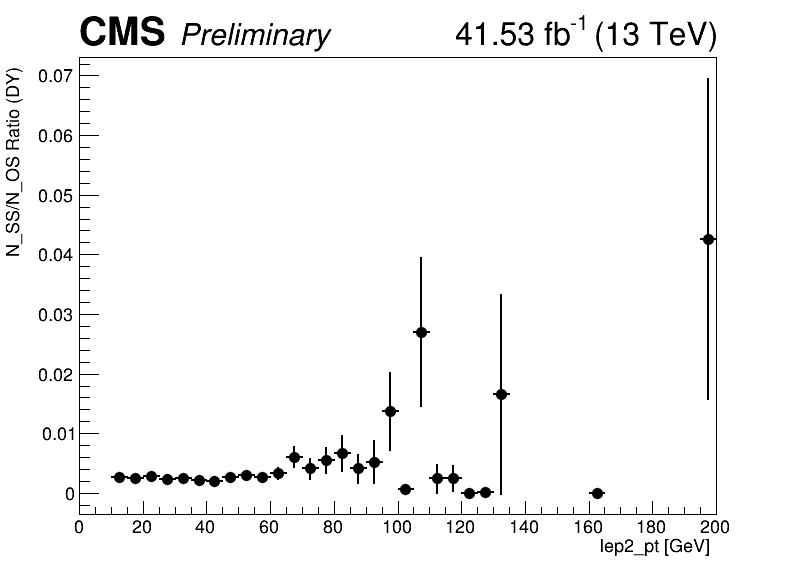 CMS Preliminary 41.53 fb⁻¹ (13 TeV)
N_SS/N_OS Ratio (DY)
0.07
0.06
0.05
0.04
0.03
0.02
0.01
0
0 20 40 60 80 100 120 140 160 180 200
lep2_pt [GeV]